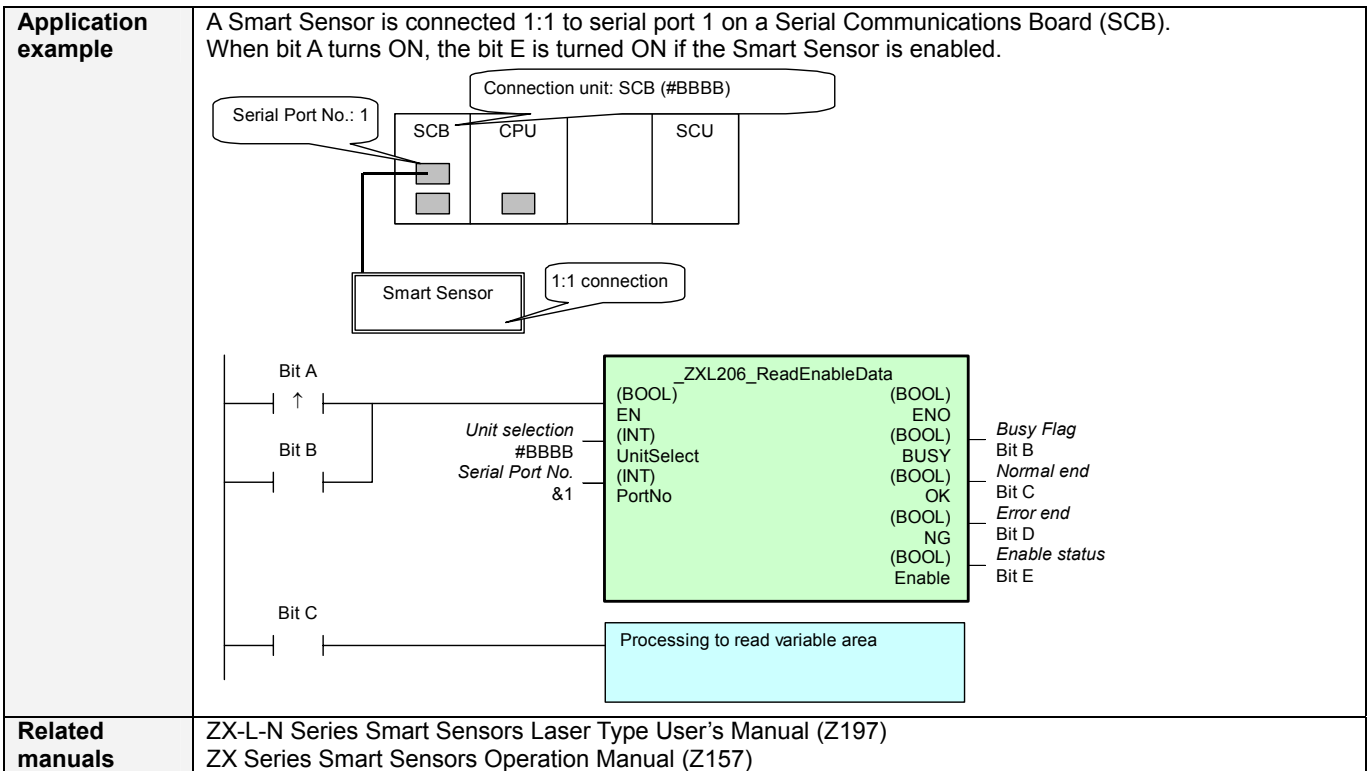 Application example
A Smart Sensor is connected 1:1 to serial port 1 on a Serial Communications Board (SCB).
When bit A turns ON, the bit E is turned ON if the Smart Sensor is enabled.
Connection unit: SCB (#BBBB)
Serial Port No.: 1
SCB
CPU
SCU
Smart Sensor
1:1 connection
Bit A
↑
Bit B
Unit selection
#BBBB
Serial Port No.
&1
_ZXL206_ReadEnableData
(BOOL) (BOOL)
EN ENO
(INT) (BOOL)
UnitSelect BUSY
(INT) (BOOL)
PortNo OK
(BOOL)
NG
(BOOL)
Enable
Busy Flag
Bit B
Normal end
Bit C
Error end
Bit D
Enable status
Bit E
Bit C
Processing to read variable area
Related manuals
ZX-L-N Series Smart Sensors Laser Type User's Manual (Z197)
ZX Series Smart Sensors Operation Manual (Z157)